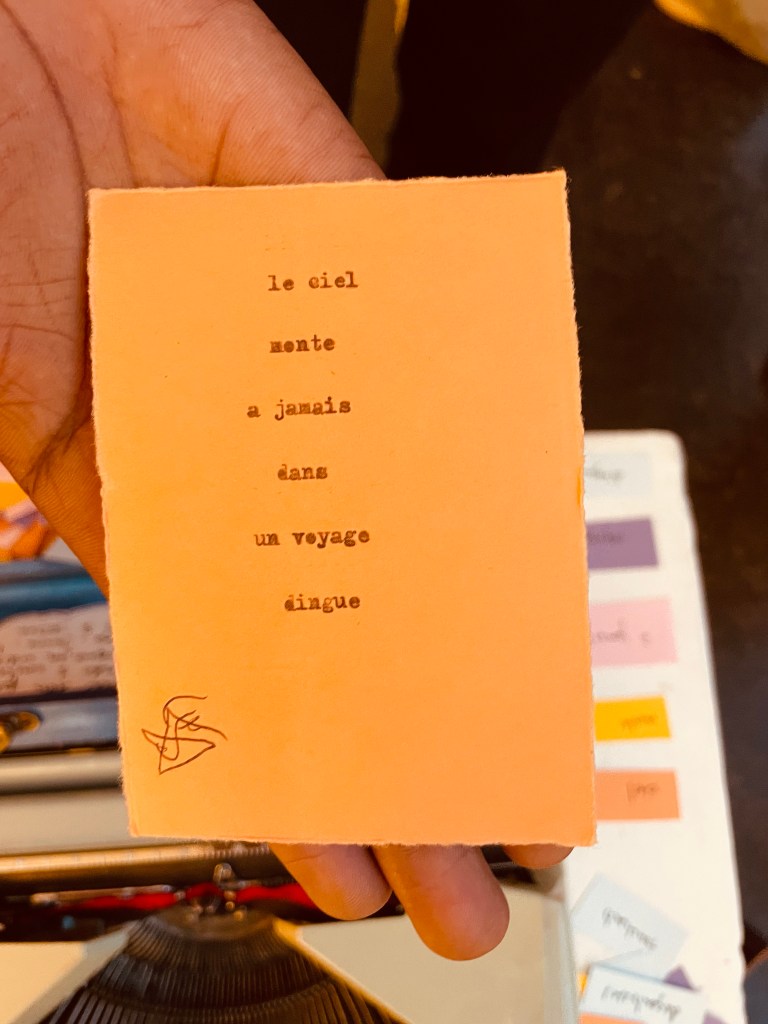 le ciel
monte
a jamais
dans
un voyage
dingue